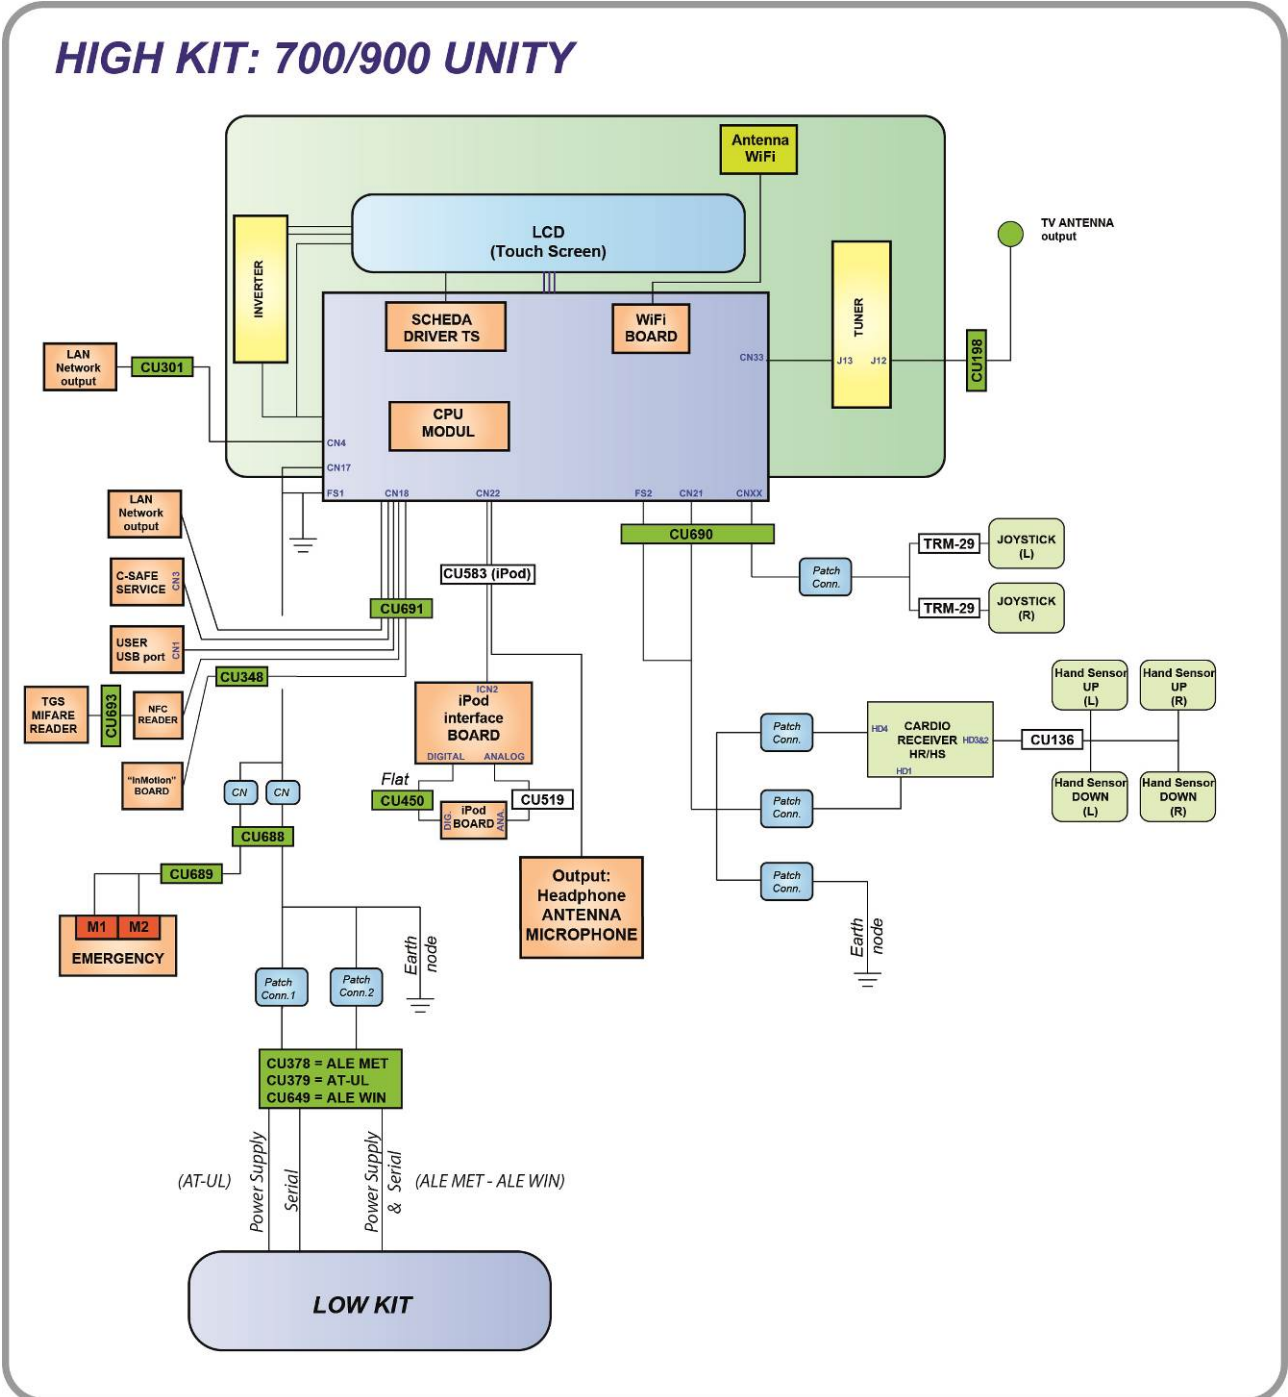 HIGH KIT: 700/900 UNITY
Antenna
WiFi
LCD
(Touch Screen)
TV ANTENNA
output
INVERTER
TUNER
SCHEDA
DRIVER TS
WiFi
BOARD
LAN
Network
output
CU301
CN33
J13
J12
CU198
CPU
MODUL
CN4
CN17
FS1
CN18
CN22
FS2
CN21
CNXX
LAN
Network
output
CU690
TRM-29
JOYSTICK
(L)
C-SAFE
SERVICE
CN3
CU583 (iPod)
Patch
Conn.
CU691
TRM-29
JOYSTICK
(R)
USER
USB port
CN1
CU348
TGS
MIFARE
READER
CU693
NFC
READER
ICN2
iPod
interface
BOARD
DIGITAL
ANALOG
Hand Sensor
UP
(L)
Hand Sensor
UP
(R)
Patch
Conn.
HD4
CARDIO
RECEIVER
HR/HS
HD3&2
HD1
CU136
"InMotion"
BOARD
CN
CN
Flat
CU450
CU519
DIG.
iPod
BOARD
ANA.
Patch
Conn.
Hand Sensor
DOWN
(L)
Hand Sensor
DOWN
(R)
CU688
CU689
Output:
Headphone
ANTENNA
MICROPHONE
Patch
Conn.
M1
M2
EMERGENCY
Earth
node
Earth
node
Patch
Conn.1
Patch
Conn.2
CU378 = ALE MET
CU379 = AT-UL
CU649 = ALE WIN
(AT-UL)
Power Supply
Serial
Power Supply
& Serial
(ALE MET - ALE WIN)
LOW KIT